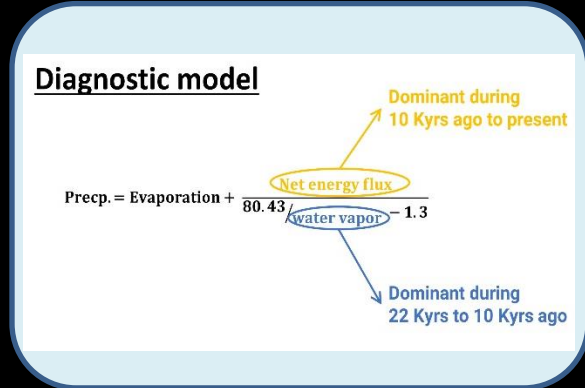 Diagnostic model
Dominant during
10 Kyrs ago to present
Net energy flux
Precp. = Evaporation +
80.43/water vapor - 1.3
Dominant during
22 Kyrs to 10 Kyrs ago